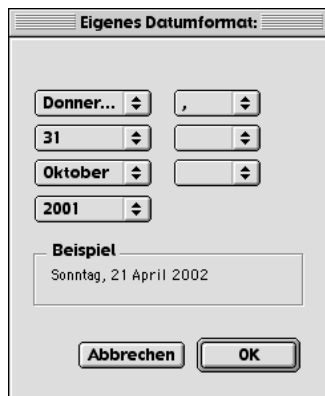 Eigenes Datumformat:
Donner... ,
31
Oktober
2001
Beispiel
Sonntag, 21 April 2002
Abbrechen OK